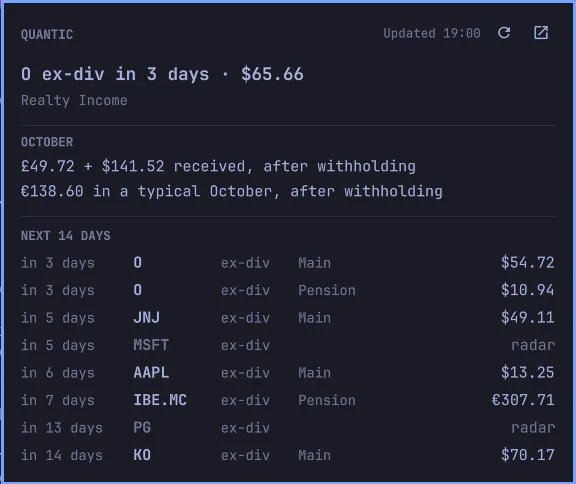 QUANTIC Updated 19:00
O ex-div in 3 days · $65.66
Realty Income
OCTOBER
£49.72 + $141.52 received, after withholding
€138.60 in a typical October, after withholding
NEXT 14 DAYS
in 3 days O ex-div Main $54.72
in 3 days O ex-div Pension $10.94
in 5 days JNJ ex-div Main $49.11
in 5 days MSFT ex-div radar
in 6 days AAPL ex-div Main $13.25
in 7 days IBE.MC ex-div Pension €307.71
in 13 days PG ex-div radar
in 14 days KO ex-div Main $70.17